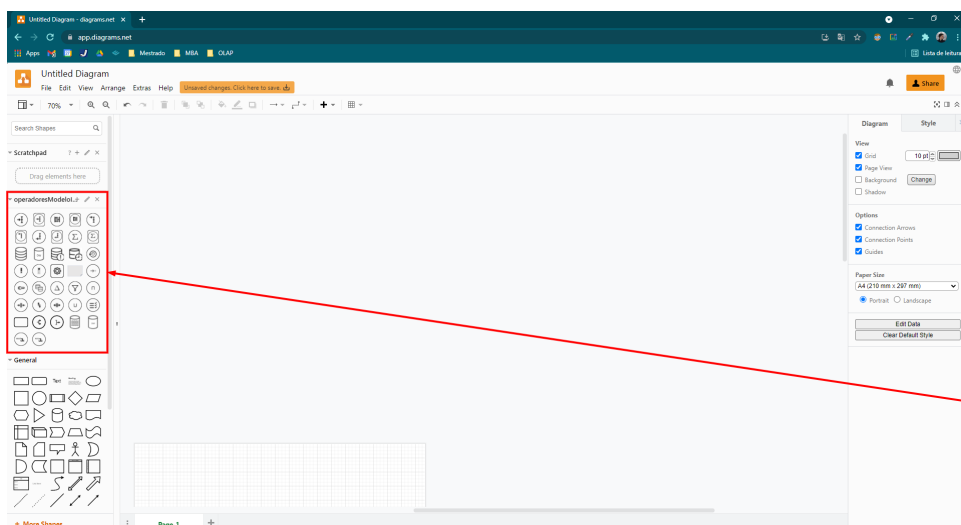 Untitled Diagram - diagrams.net
app.diagrams.net
Apps
Mestrado
MBA
OLAP
Lista de leitura
Untitled Diagram
File Edit View Arrange Extras Help
Unsaved changes. Click here to save.
Share
70%
Search Shapes
Scratchpad
Drag elements here
operadoresModelol...
General
Text
More Shapes
Page-1
Diagram
Style
View
Grid
10 pt
Page View
Background
Change
Shadow
Options
Connection Arrows
Connection Points
Guides
Paper Size
A4 (210 mm x 297 mm)
Portrait
Landscape
Edit Data
Clear Default Style